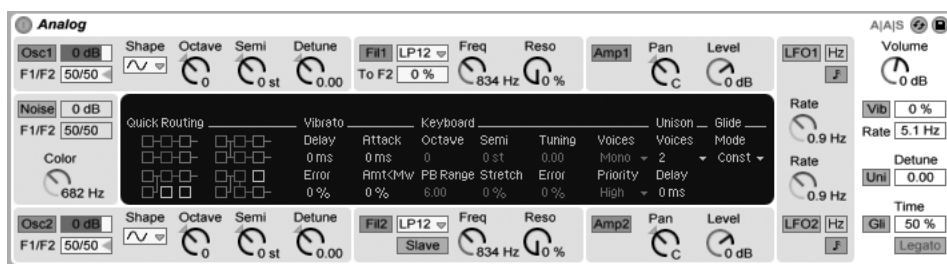 Analog
A|A|S
Osc1 0 dB
F1/F2 50/50
Shape Octave Semi Detune
0 0 st 0.00
Fil1 LP12
To F2 0 %
Freq Reso
834 Hz 0 %
Amp1
Pan Level
C 0 dB
LFO1 Hz
Rate
0.9 Hz
Volume
0 dB
Noise 0 dB
F1/F2 50/50
Color
682 Hz
Quick Routing
Vibrato
Delay Attack
0 ms 0 ms
Error Amt<Mw
0 % 0 %
Keyboard
Octave Semi Tuning Voices
0 0 st 0.00 Mono
PB Range Stretch Error Priority
6.00 0 % 0 % High
Unison
Voices
2
Delay
0 ms
Glide
Mode
Const
Vib 0 %
Rate 5.1 Hz
Rate
0.9 Hz
Detune
Uni 0.00
Time
Gli 50 %
Legato
Osc2 0 dB
F1/F2 50/50
Shape Octave Semi Detune
0 0 st 0.00
Fil2 LP12
Slave
Freq Reso
834 Hz 0 %
Amp2
Pan Level
C 0 dB
LFO2 Hz